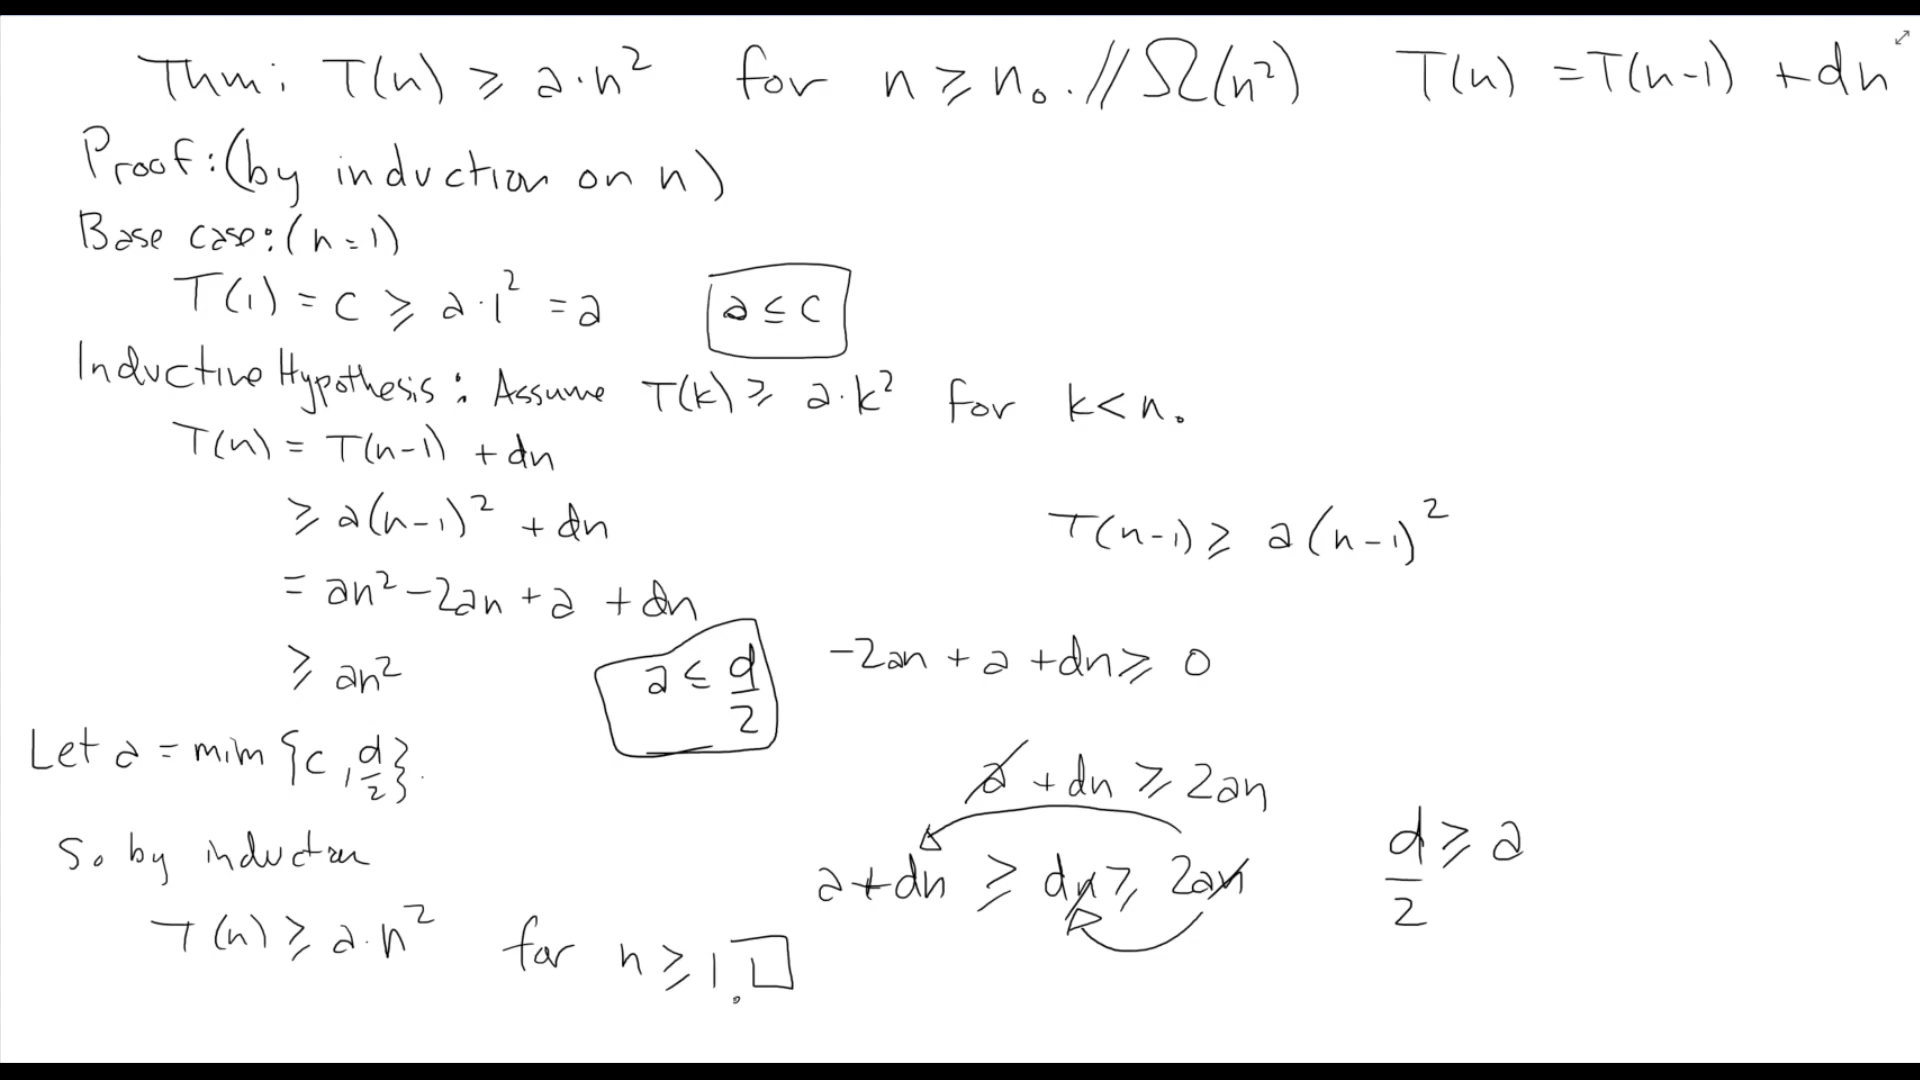 Thm: T(n) ≥ a·n² for n ≥ n₀. // Ω(n²) T(n) = T(n-1) + dn
Proof: (by induction on n)
Base case: (n = 1)
T(1) = c ≥ a·1² = a a ≤ c
Inductive Hypothesis: Assume T(k) ≥ a·k² for k < n.
T(n) = T(n-1) + dn
≥ a(n-1)² + dn T(n-1) ≥ a(n-1)²
= an² - 2an + a + dn
≥ an² a ≤ d/2 -2an + a + dn ≥ 0
Let a = min {c, d/2}.
a + dn ≥ 2an
So by induction
a + dn ≥ dn ≥ 2an d/2 ≥ a
T(n) ≥ a·n² for n ≥ 1. □